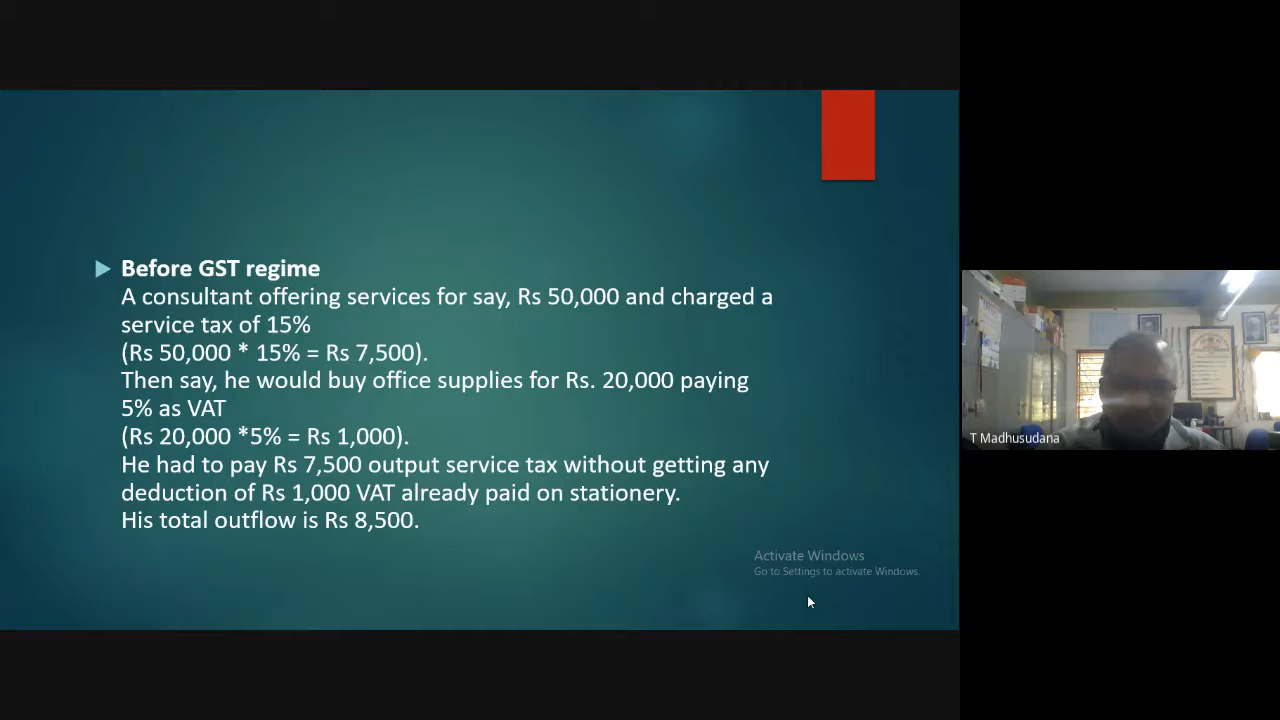 Before GST regime
A consultant offering services for say, Rs 50,000 and charged a
service tax of 15%
(Rs 50,000 * 15% = Rs 7,500).
Then say, he would buy office supplies for Rs. 20,000 paying
5% as VAT
(Rs 20,000 *5% = Rs 1,000).
He had to pay Rs 7,500 output service tax without getting any
deduction of Rs 1,000 VAT already paid on stationery.
His total outflow is Rs 8,500.
Activate Windows
Go to Settings to activate Windows.
T Madhusudana